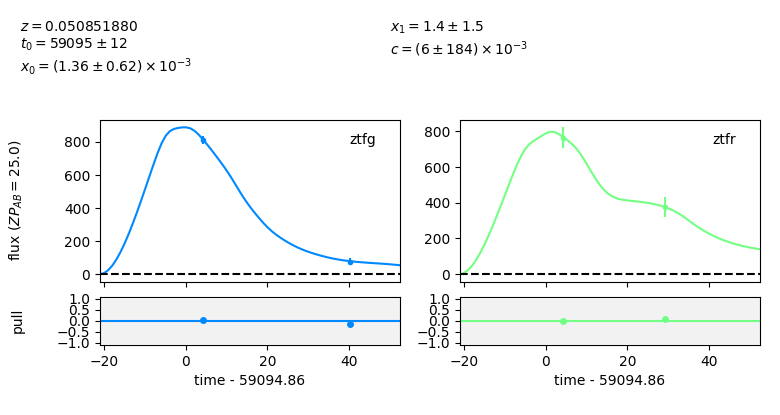 z = 0.050851880
t₀ = 59095 ± 12
x₀ = (1.36 ± 0.62) × 10⁻³
x₁ = 1.4 ± 1.5
c = (6 ± 184) × 10⁻³
flux (ZP_AB = 25.0)
800
600
400
200
0
ztfg
800
600
400
200
0
ztfr
pull
1.0
0.5
0.0
−0.5
−1.0
−20 0 20 40
time - 59094.86
1.0
0.5
0.0
−0.5
−1.0
−20 0 20 40
time - 59094.86